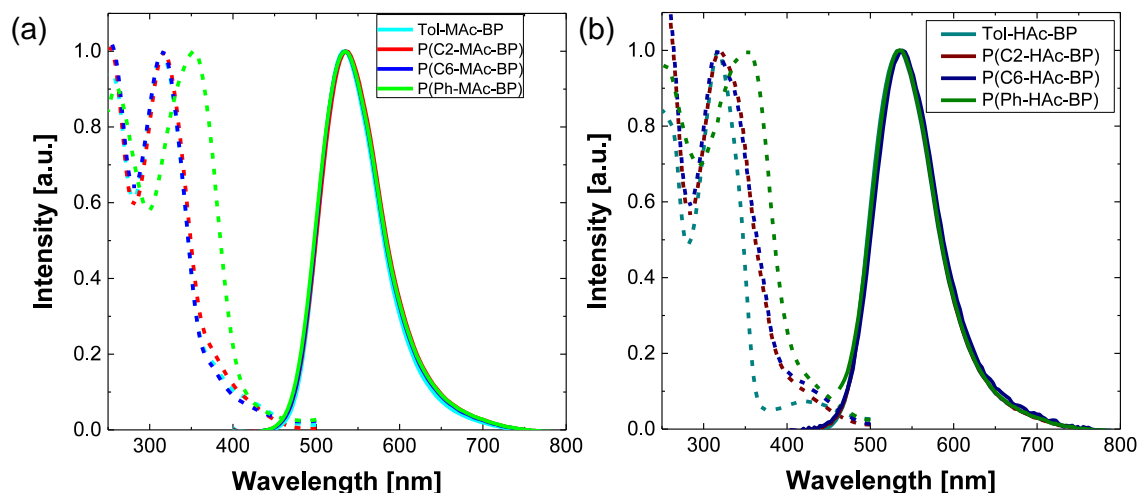 (a)
Tol-MAc-BP
P(C2-MAc-BP)
P(C6-MAc-BP)
P(Ph-MAc-BP)
1.0
0.8
0.6
0.4
0.2
0.0
300 400 500 600 700 800
Intensity [a.u.]
Wavelength [nm]
(b)
Tol-HAc-BP
P(C2-HAc-BP)
P(C6-HAc-BP)
P(Ph-HAc-BP)
1.0
0.8
0.6
0.4
0.2
0.0
300 400 500 600 700 800
Intensity [a.u.]
Wavelength [nm]